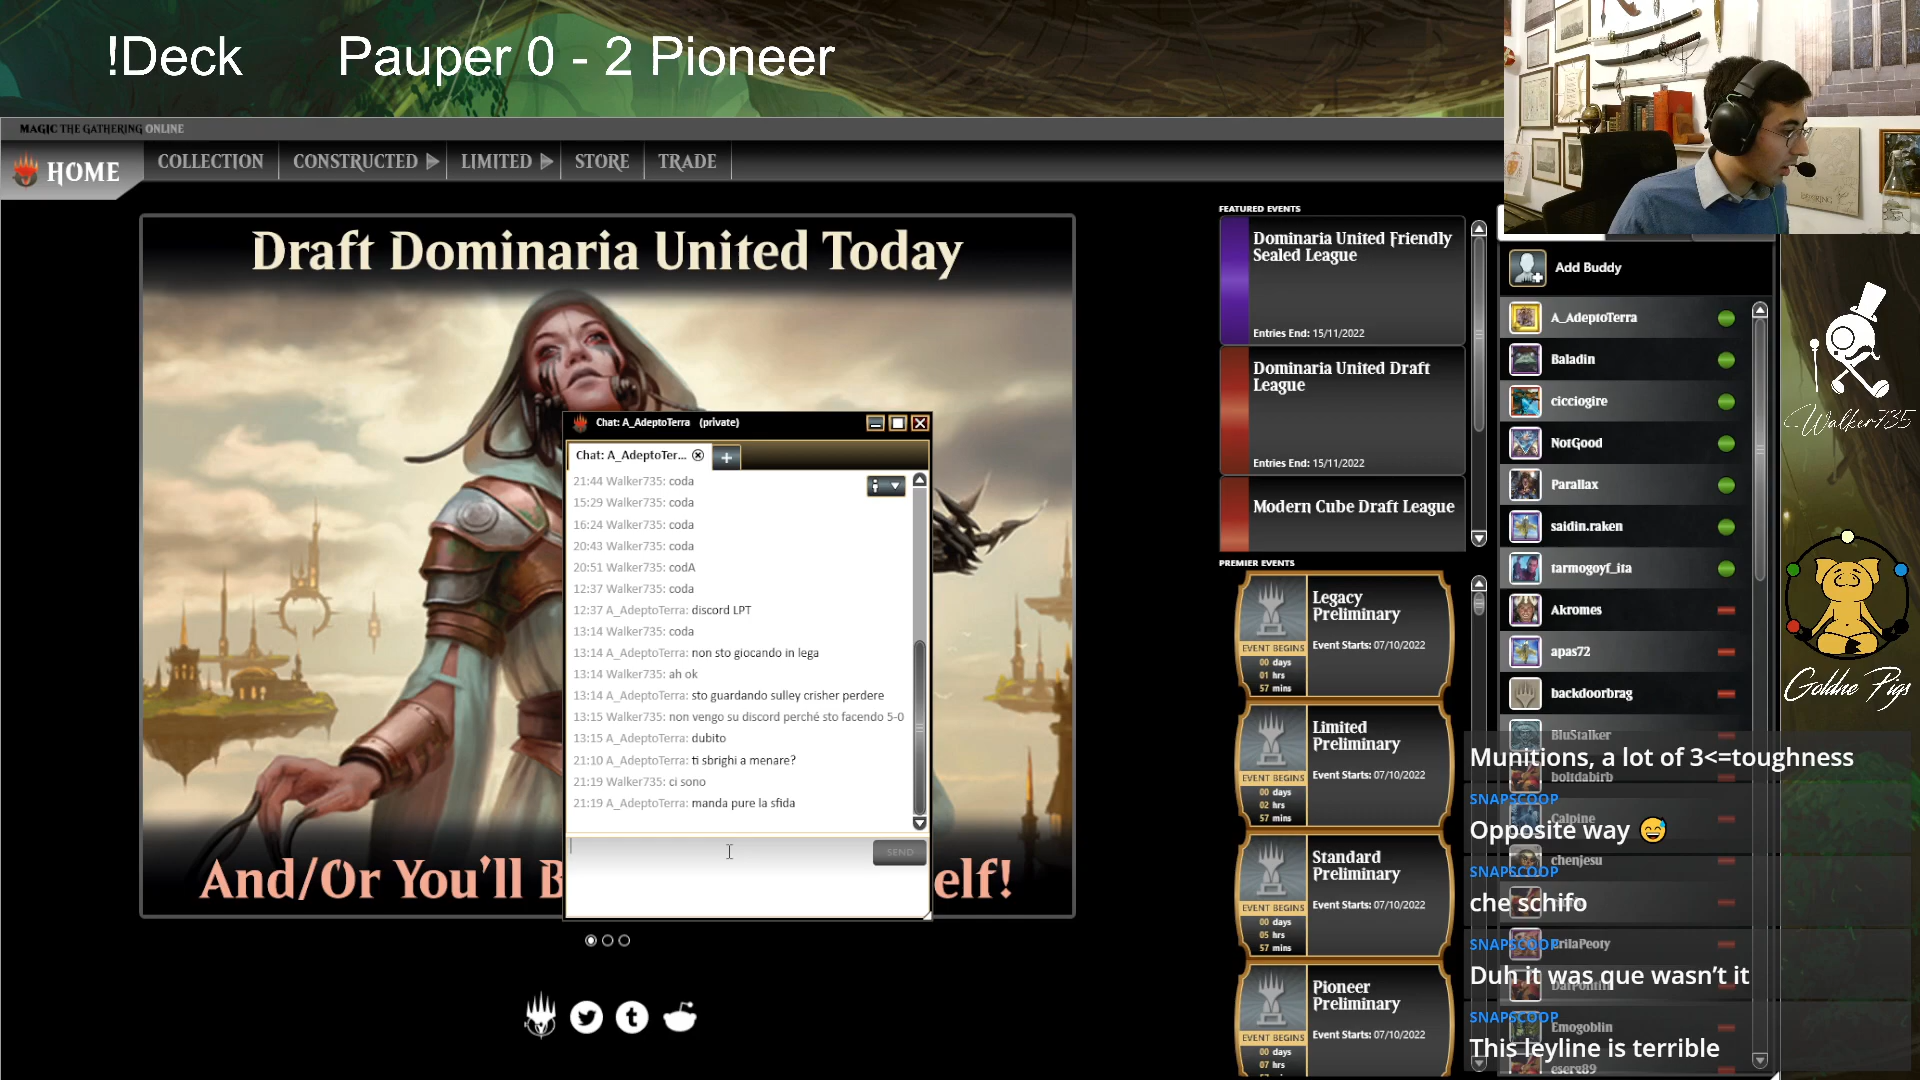 !Deck Pauper 0 - 2 Pioneer
MAGIC THE GATHERING ONLINE
HOME
COLLECTION
CONSTRUCTED
LIMITED
STORE
TRADE
Draft Dominaria United Today
And/Or You'll B
elf!
Chat: A_AdeptoTerra (private)
Chat: A_AdeptoTer...
21:44 Walker735: coda
15:29 Walker735: coda
16:24 Walker735: coda
20:43 Walker735: coda
20:51 Walker735: codA
12:37 Walker735: coda
12:37 A_AdeptoTerra: discord LPT
13:14 Walker735: coda
13:14 A_AdeptoTerra: non sto giocando in lega
13:14 Walker735: ah ok
13:14 A_AdeptoTerra: sto guardando sulley crisher perdere
13:15 Walker735: non vengo su discord perché sto facendo 5-0
13:15 A_AdeptoTerra: dubito
21:10 A_AdeptoTerra: ti sbrighi a menare?
21:19 Walker735: ci sono
21:19 A_AdeptoTerra: manda pure la sfida
SEND
FEATURED EVENTS
Dominaria United Friendly
Sealed League
Entries End: 15/11/2022
Dominaria United Draft
League
Entries End: 15/11/2022
Modern Cube Draft League
PREMIER EVENTS
Legacy
Preliminary
Event Starts: 07/10/2022
EVENT BEGINS
00 days
01 hrs
57 mins
Limited
Preliminary
Event Starts: 07/10/2022
EVENT BEGINS
00 days
02 hrs
57 mins
Standard
Preliminary
Event Starts: 07/10/2022
EVENT BEGINS
00 days
05 hrs
57 mins
Pioneer
Preliminary
Event Starts: 07/10/2022
EVENT BEGINS
00 days
07 hrs
Add Buddy
A_AdeptoTerra
Baladin
cicciogire
NotGood
Parallax
saidin.raken
tarmogoyf_ita
Akromes
apas72
backdoorbrag
BluStalker
boltdabirb
Calpine
chenjesu
CrilaPeoty
Emogoblin
eserg89
Munitions, a lot of 3<=toughness
SNAPSCOOP
Opposite way 😅
SNAPSCOOP
che schifo
SNAPSCOOP
Duh it was que wasn't it
SNAPSCOOP
This leyline is terrible
Walker735
Goldne Pigs